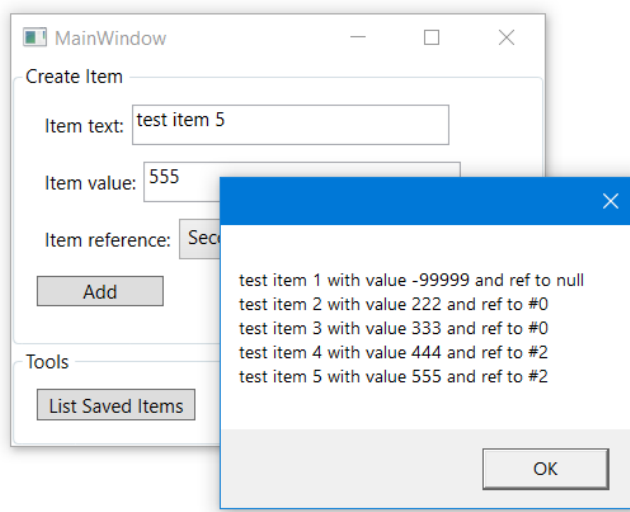 MainWindow
Create Item
Item text: test item 5
Item value: 555
Item reference:
Add
Tools
List Saved Items
test item 1 with value -99999 and ref to null
test item 2 with value 222 and ref to #0
test item 3 with value 333 and ref to #0
test item 4 with value 444 and ref to #2
test item 5 with value 555 and ref to #2
OK